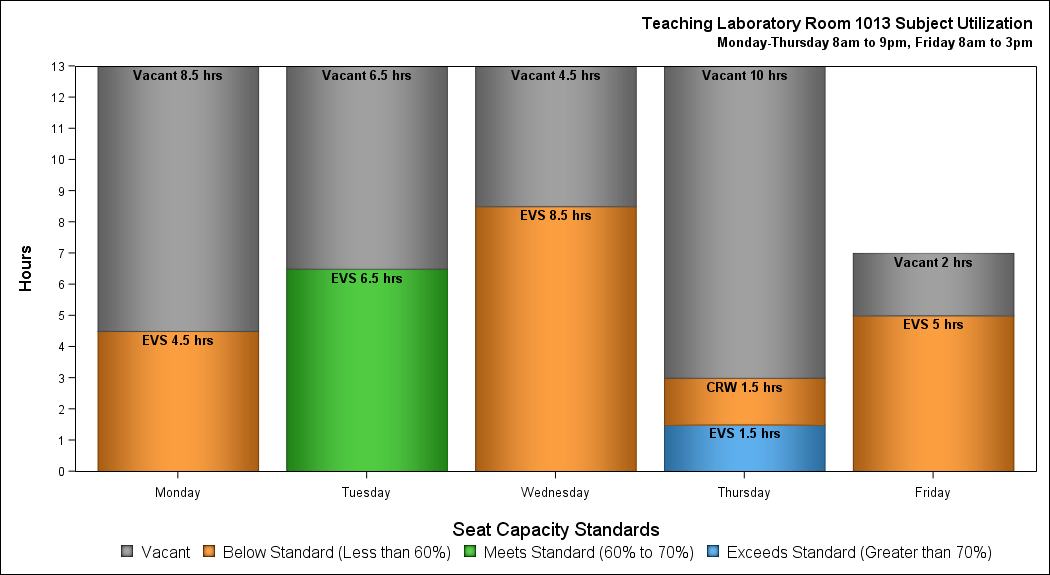 Teaching Laboratory Room 1013 Subject Utilization
Monday-Thursday 8am to 9pm, Friday 8am to 3pm
13
12
11
10
9
8
7
6
5
4
3
2
1
0
Hours
Vacant 8.5 hrs
EVS 4.5 hrs
Vacant 6.5 hrs
EVS 6.5 hrs
Vacant 4.5 hrs
EVS 8.5 hrs
Vacant 10 hrs
CRW 1.5 hrs
EVS 1.5 hrs
Vacant 2 hrs
EVS 5 hrs
Monday Tuesday Wednesday Thursday Friday
Seat Capacity Standards
Vacant Below Standard (Less than 60%) Meets Standard (60% to 70%) Exceeds Standard (Greater than 70%)